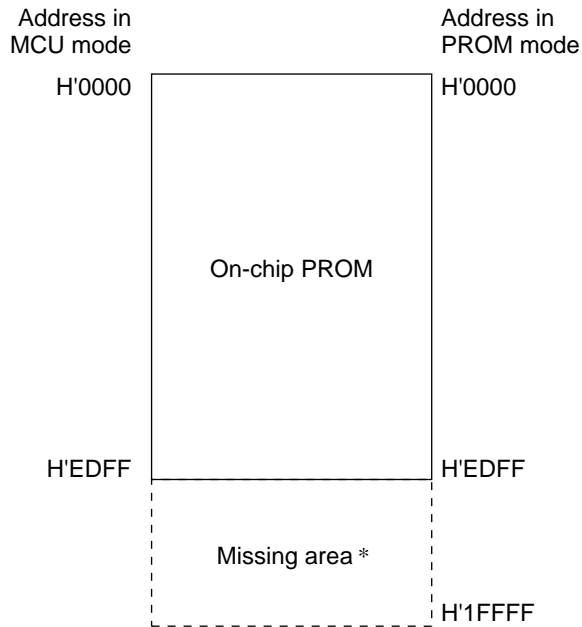 Address in
MCU mode
Address in
PROM mode
H'0000
H'0000
On-chip PROM
H'EDFF
H'EDFF
Missing area *
H'1FFFF